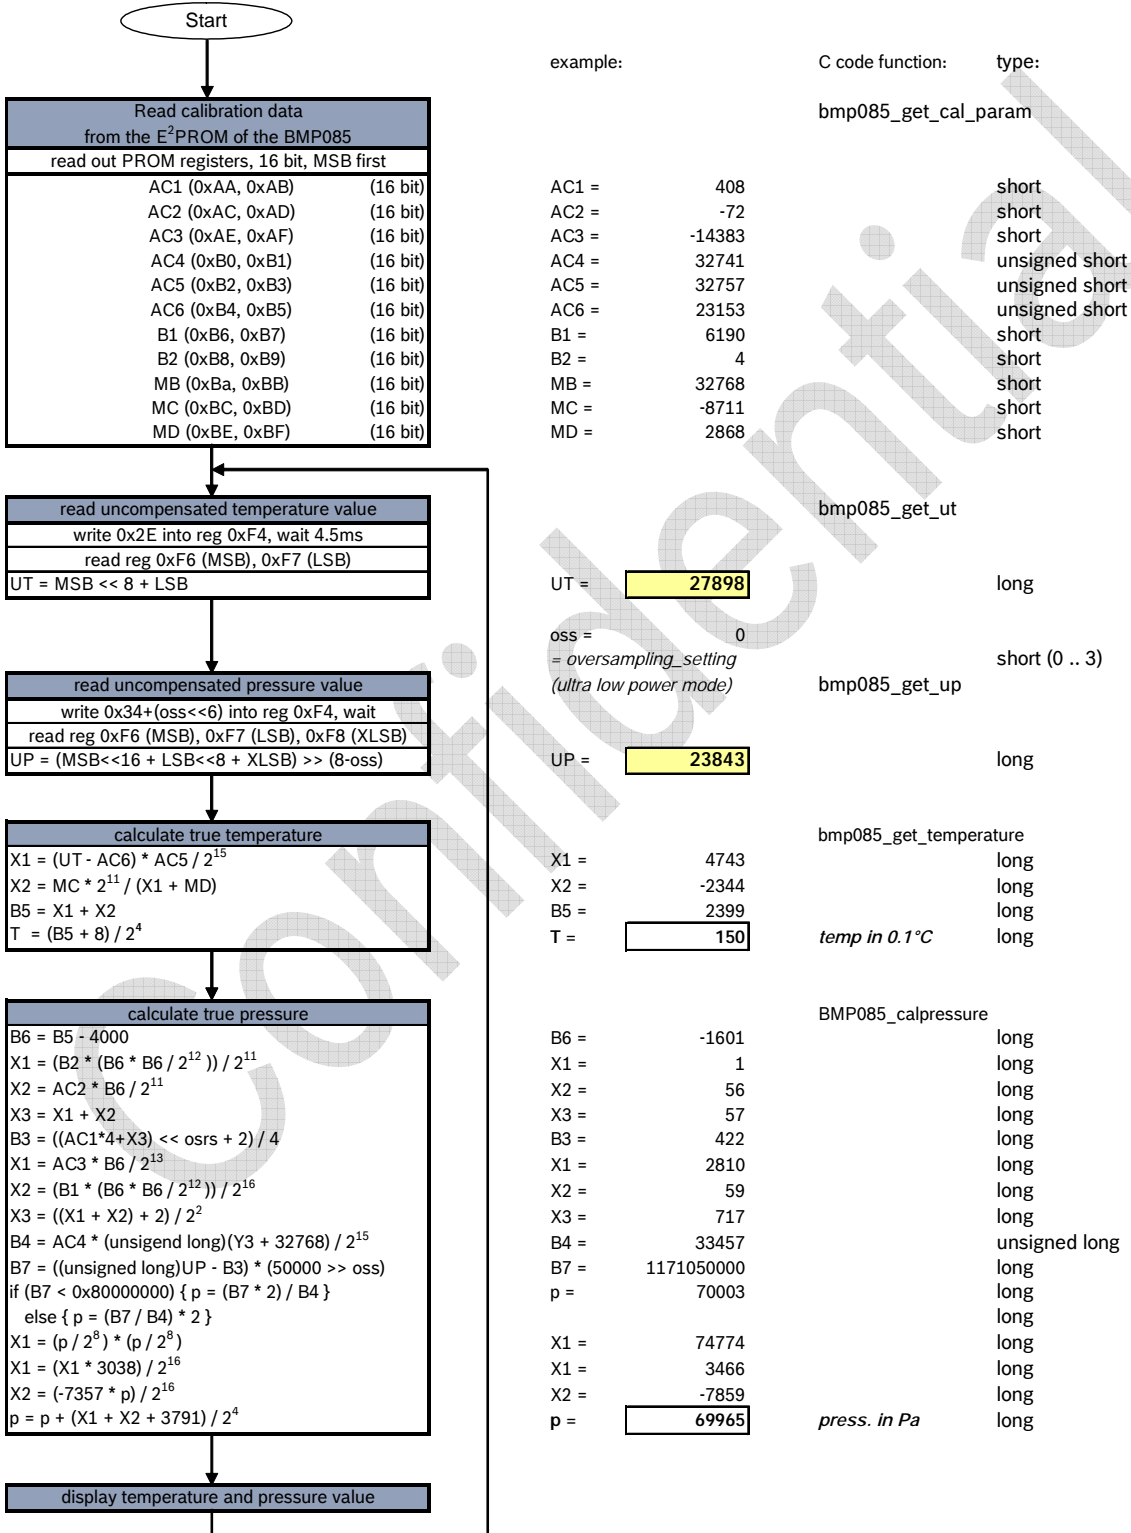 Start
example: C code function: type:
Read calibration data
from the E²PROM of the BMP085 bmp085_get_cal_param
read out PROM registers, 16 bit, MSB first
AC1 (0xAA, 0xAB) (16 bit) AC1 = 408 short
AC2 (0xAC, 0xAD) (16 bit) AC2 = -72 short
AC3 (0xAE, 0xAF) (16 bit) AC3 = -14383 short
AC4 (0xB0, 0xB1) (16 bit) AC4 = 32741 unsigned short
AC5 (0xB2, 0xB3) (16 bit) AC5 = 32757 unsigned short
AC6 (0xB4, 0xB5) (16 bit) AC6 = 23153 unsigned short
B1 (0xB6, 0xB7) (16 bit) B1 = 6190 short
B2 (0xB8, 0xB9) (16 bit) B2 = 4 short
MB (0xBa, 0xBB) (16 bit) MB = 32768 short
MC (0xBC, 0xBD) (16 bit) MC = -8711 short
MD (0xBE, 0xBF) (16 bit) MD = 2868 short
read uncompensated temperature value bmp085_get_ut
write 0x2E into reg 0xF4, wait 4.5ms
read reg 0xF6 (MSB), 0xF7 (LSB)
UT = MSB << 8 + LSB UT = 27898 long
oss = 0
= oversampling_setting short (0 .. 3)
read uncompensated pressure value (ultra low power mode) bmp085_get_up
write 0x34+(oss<<6) into reg 0xF4, wait
read reg 0xF6 (MSB), 0xF7 (LSB), 0xF8 (XLSB)
UP = (MSB<<16 + LSB<<8 + XLSB) >> (8-oss) UP = 23843 long
calculate true temperature bmp085_get_temperature
X1 = (UT - AC6) * AC5 / 2¹⁵ X1 = 4743 long
X2 = MC * 2¹¹ / (X1 + MD) X2 = -2344 long
B5 = X1 + X2 B5 = 2399 long
T = (B5 + 8) / 2⁴ T = 150 temp in 0.1°C long
calculate true pressure BMP085_calpressure
B6 = B5 - 4000 B6 = -1601 long
X1 = (B2 * (B6 * B6 / 2¹² )) / 2¹¹ X1 = 1 long
X2 = AC2 * B6 / 2¹¹ X2 = 56 long
X3 = X1 + X2 X3 = 57 long
B3 = ((AC1*4+X3) << osrs + 2) / 4 B3 = 422 long
X1 = AC3 * B6 / 2¹³ X1 = 2810 long
X2 = (B1 * (B6 * B6 / 2¹² )) / 2¹⁶ X2 = 59 long
X3 = ((X1 + X2) + 2) / 2² X3 = 717 long
B4 = AC4 * (unsigend long)(Y3 + 32768) / 2¹⁵ B4 = 33457 unsigned long
B7 = ((unsigned long)UP - B3) * (50000 >> oss) B7 = 1171050000 long
if (B7 < 0x80000000) { p = (B7 * 2) / B4 } p = 70003 long
else { p = (B7 / B4) * 2 } long
X1 = (p / 2⁸ ) * (p / 2⁸ ) X1 = 74774 long
X1 = (X1 * 3038) / 2¹⁶ X1 = 3466 long
X2 = (-7357 * p) / 2¹⁶ X2 = -7859 long
p = p + (X1 + X2 + 3791) / 2⁴ p = 69965 press. in Pa long
display temperature and pressure value
Confidential